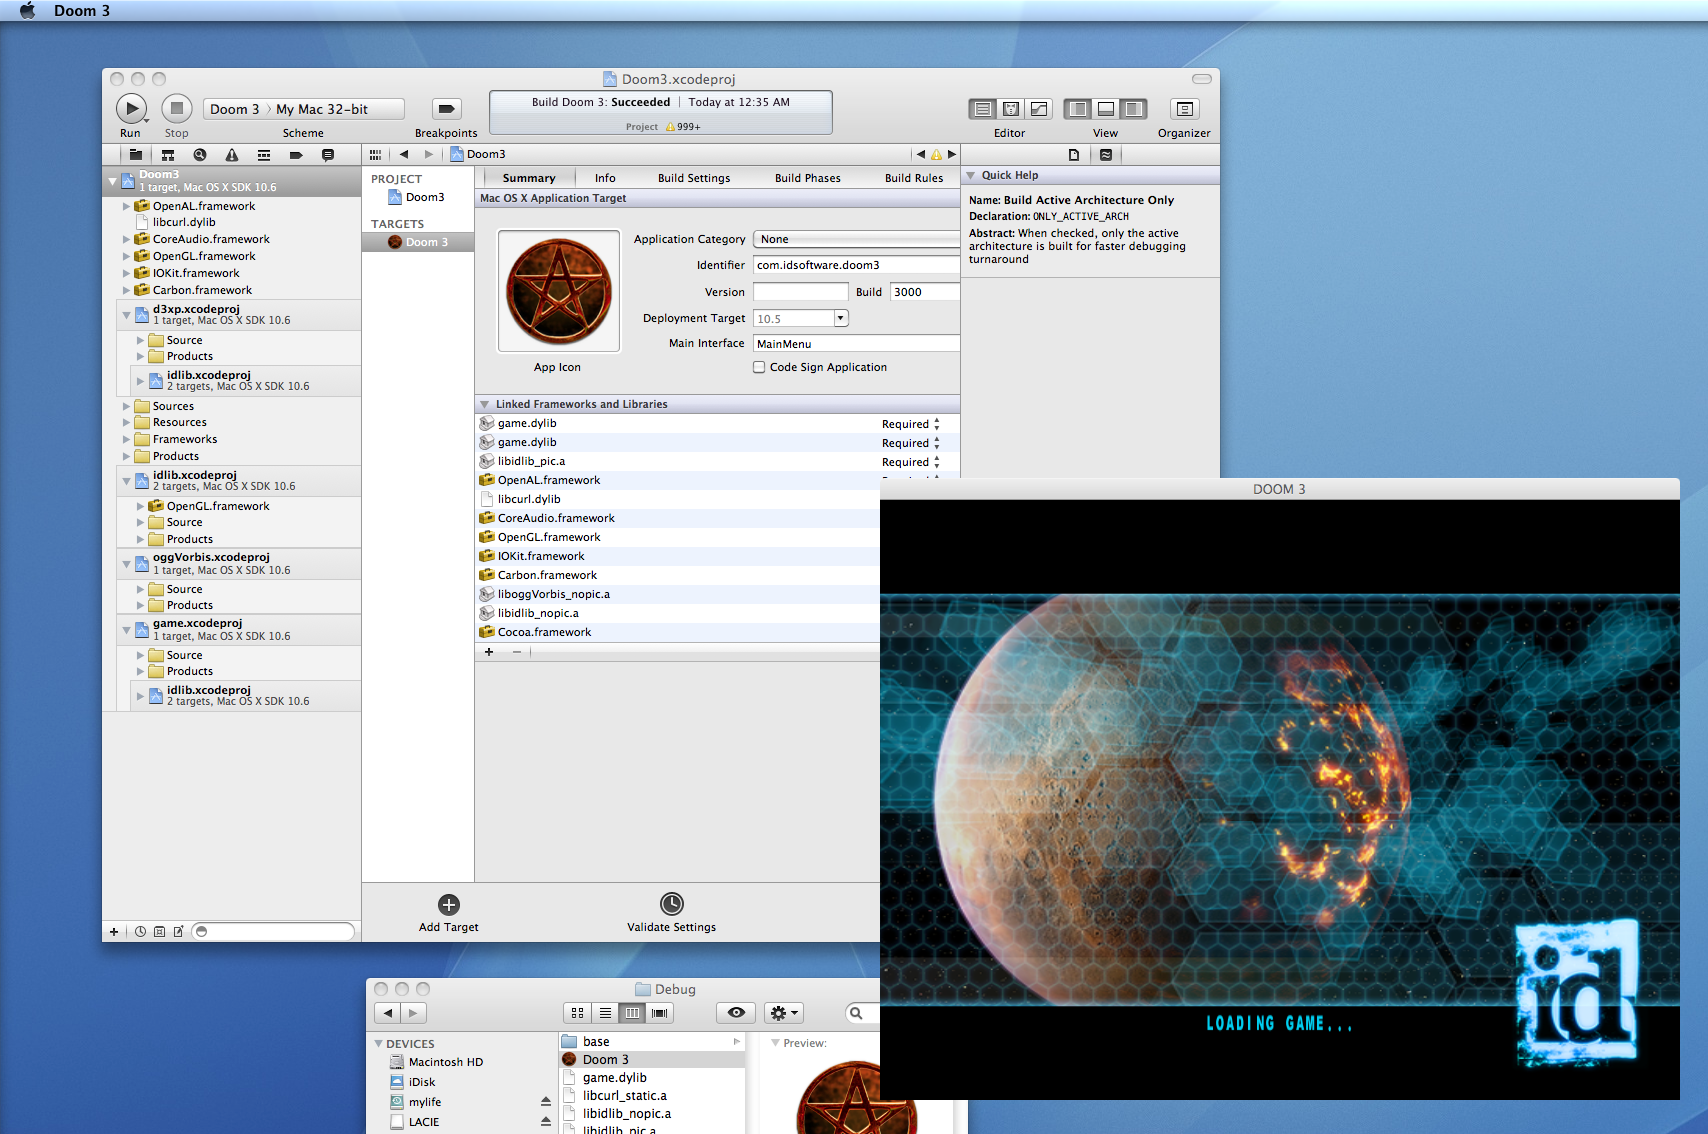 Doom 3
Doom3.xcodeproj
Doom 3 〉 My Mac 32-bit
Build Doom 3: Succeeded | Today at 12:35 AM
Project 999+
Run
Stop
Scheme
Breakpoints
Editor
View
Organizer
Doom3
1 target, Mac OS X SDK 10.6
OpenAL.framework
libcurl.dylib
CoreAudio.framework
OpenGL.framework
IOKit.framework
Carbon.framework
d3xp.xcodeproj
1 target, Mac OS X SDK 10.6
Source
Products
idlib.xcodeproj
2 targets, Mac OS X SDK 10.6
Sources
Resources
Frameworks
Products
idlib.xcodeproj
2 targets, Mac OS X SDK 10.6
OpenGL.framework
Source
Products
oggVorbis.xcodeproj
1 target, Mac OS X SDK 10.6
Source
Products
game.xcodeproj
1 target, Mac OS X SDK 10.6
Source
Products
idlib.xcodeproj
2 targets, Mac OS X SDK 10.6
Doom3
PROJECT
Doom3
TARGETS
Doom 3
Summary
Info
Build Settings
Build Phases
Build Rules
Mac OS X Application Target
App Icon
Application Category None
Identifier com.idsoftware.doom3
Version
Build 3000
Deployment Target 10.5
Main Interface MainMenu
Code Sign Application
Linked Frameworks and Libraries
game.dylib Required
game.dylib Required
libidlib_pic.a Required
OpenAL.framework
libcurl.dylib
CoreAudio.framework
OpenGL.framework
IOKit.framework
Carbon.framework
liboggVorbis_nopic.a
libidlib_nopic.a
Cocoa.framework
Add Target
Validate Settings
Quick Help
Name: Build Active Architecture Only
Declaration: ONLY_ACTIVE_ARCH
Abstract: When checked, only the active
architecture is built for faster debugging
turnaround
DOOM 3
LOADING GAME...
id
Debug
DEVICES
Macintosh HD
iDisk
mylife
LACIE
base
Doom 3
game.dylib
libcurl_static.a
libidlib_nopic.a
libidlib_pic.a
Preview: